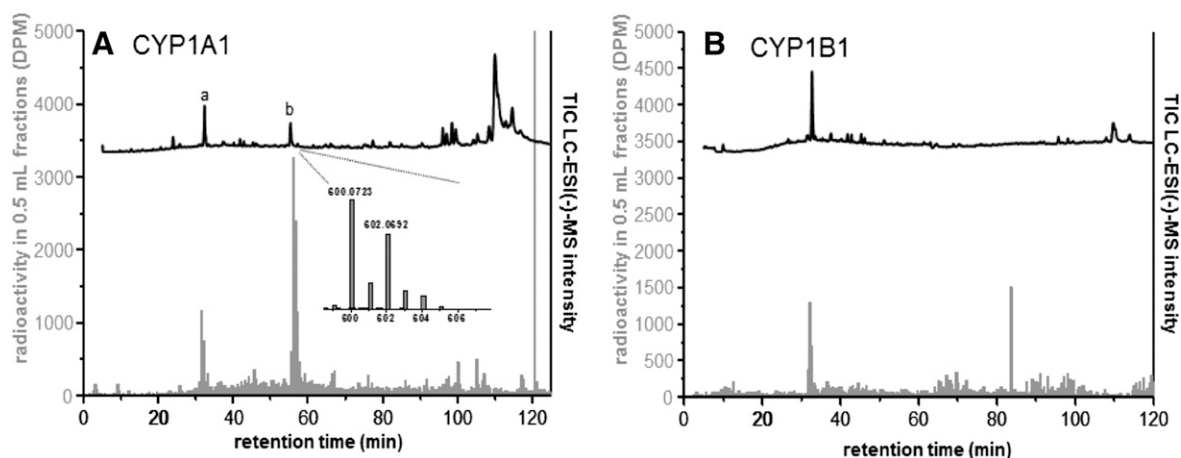 A CYP1A1
radioactivity in 0.5 mL fractions (DPM)
5000
4000
3000
2000
1000
0
a
b
600.0723
602.0692
600 602 604 606
0 20 40 60 80 100 120
retention time (min)
TIC LC-ESI(-)-MS intensity
B CYP1B1
radioactivity in 0.5 mL fractions (DPM)
5000
4500
4000
3500
3000
2500
2000
1500
1000
500
0
0 20 40 60 80 100 120
retention time (min)
TIC LC-ESI(-)-MS intensity